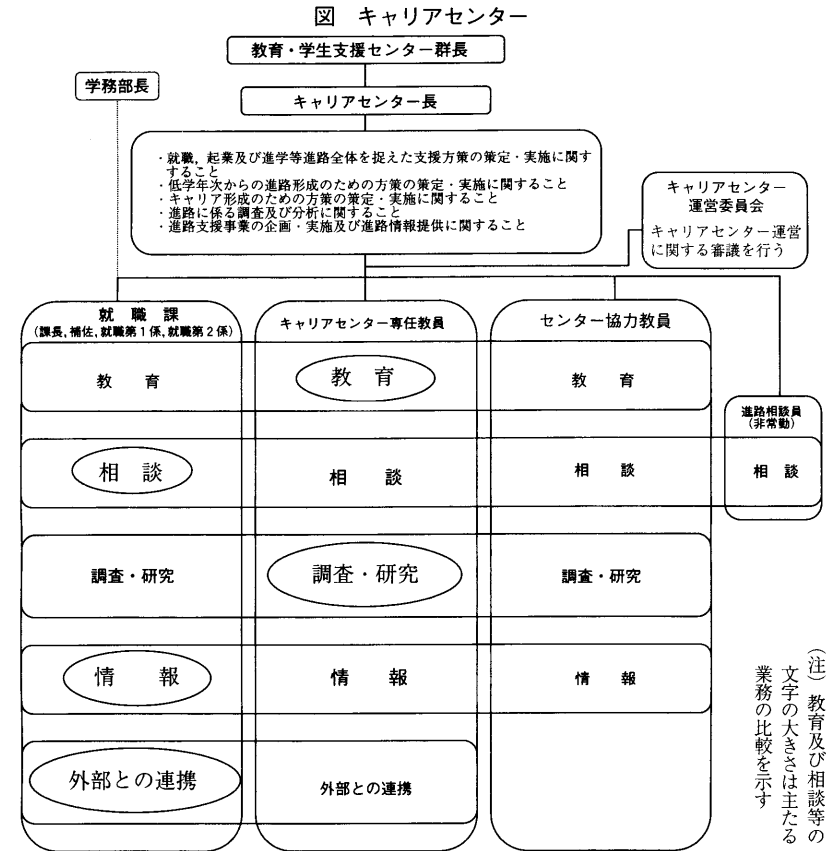 図 キャリアセンター
教育・学生支援センター群長
学務部長
キャリアセンター長
・就職，起業及び進学等進路全体を捉えた支援方策の策定・実施に関す
ること
・低学年次からの進路形成のための方策の策定・実施に関すること
・キャリア形成のための方策の策定・実施に関すること
・進路に係る調査及び分析に関すること
・進路支援事業の企画・実施及び進路情報提供に関すること
キャリアセンター
運営委員会
キャリアセンター運営
に関する審議を行う
就職課
(課長，補佐，就職第１係，就職第２係)
キャリアセンター専任教員
センター協力教員
教育
教育
教育
進路相談員
(非常勤)
相談
相談
相談
相談
調査・研究
調査・研究
調査・研究
情報
情報
情報
外部との連携
外部との連携
(注) 教育及び相談等の
文字の大きさは主たる
業務の比較を示す